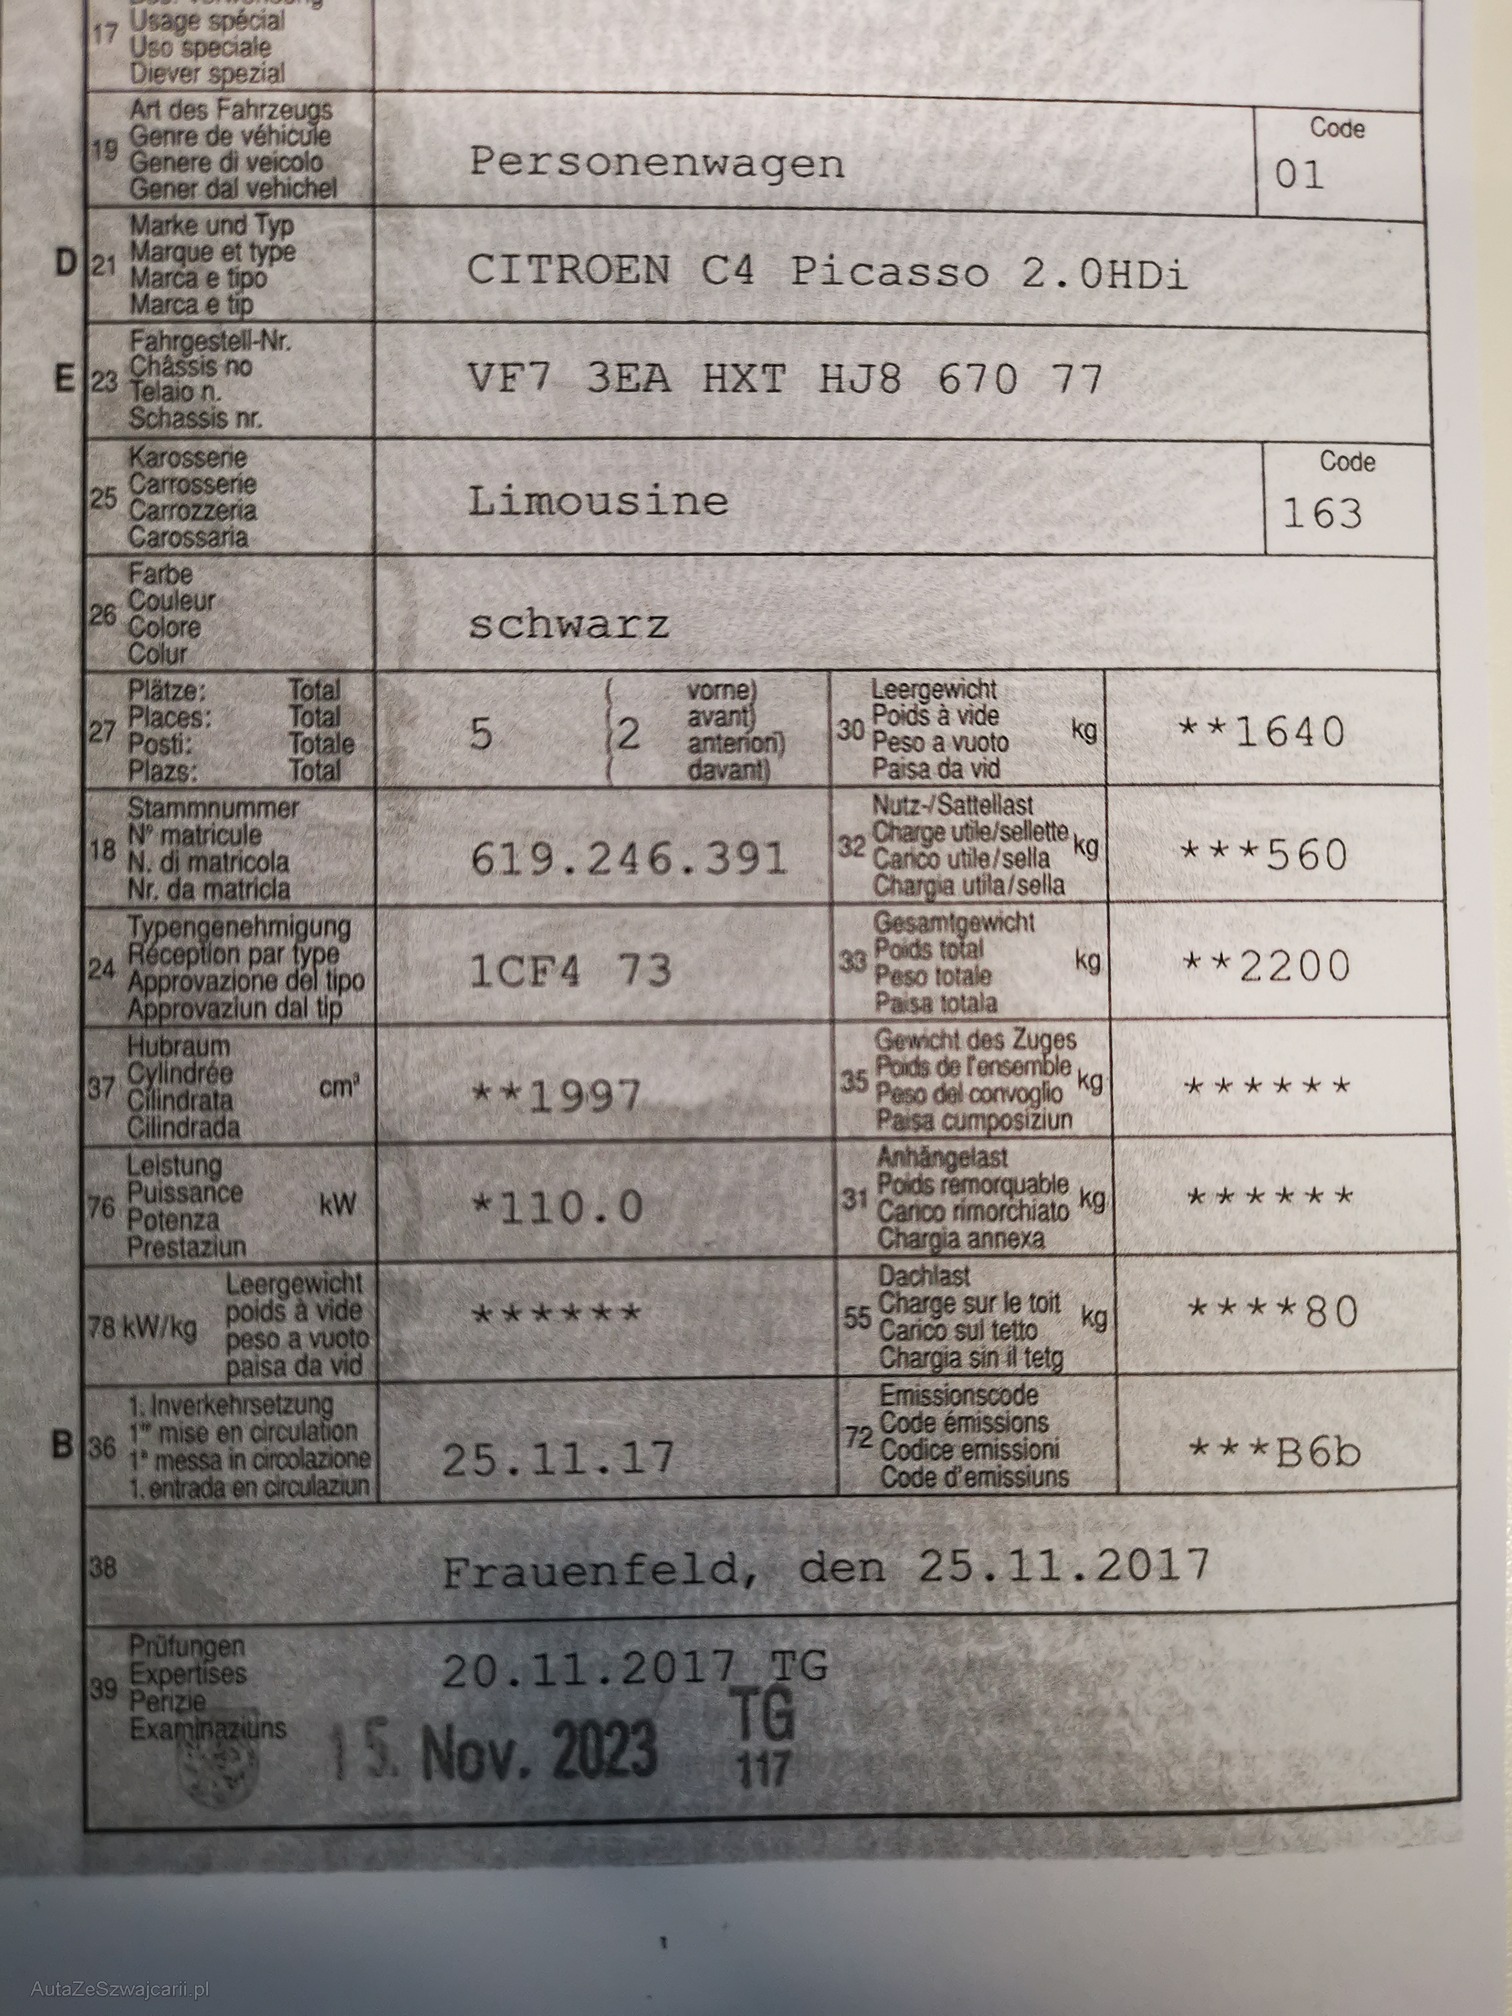 17 Usage spécial
Uso speciale
Diever spezial
19 Art des Fahrzeugs
Genre de véhicule
Genere di veicolo
Gener dal vehichel
Personenwagen
Code
01
D 21 Marke und Typ
Marque et type
Marca e tipo
Marca e tip
CITROEN C4 Picasso 2.0HDi
E 23 Fahrgestell-Nr.
Châssis no
Telaio n.
Schassis nr.
VF7 3EA HXT HJ8 670 77
25 Karosserie
Carrosserie
Carrozzeria
Carossaria
Limousine
Code
163
26 Farbe
Couleur
Colore
Colur
schwarz
27 Plätze: Total
Places: Total
Posti: Totale
Plazs: Total
5 ( 2 vorne)
avant)
anteriori)
davant)
30 Leergewicht
Poids à vide
Peso a vuoto
Paisa da vid
kg
**1640
18 Stammnummer
N° matricule
N. di matricola
Nr. da matricla
619.246.391
32 Nutz-/Sattellast
Charge utile/sellette
Carico utile/sella
Chargia utila/sella
kg
***560
24 Typengenehmigung
Réception par type
Approvazione del tipo
Approvaziun dal tip
1CF4 73
33 Gesamtgewicht
Poids total
Peso totale
Paisa totala
kg
**2200
37 Hubraum
Cylindrée
Cilindrata
Cilindrada
cm³
**1997
35 Gewicht des Zuges
Poids de l'ensemble
Peso del convoglio
Paisa cumposiziun
kg
******
76 Leistung
Puissance
Potenza
Prestaziun
kW
*110.0
31 Anhängelast
Poids remorquable
Carico rimorchiato
Chargia annexa
kg
******
78 kW/kg
Leergewicht
poids à vide
peso a vuoto
paisa da vid
******
55 Dachlast
Charge sur le toit
Carico sul tetto
Chargia sin il tetg
kg
****80
B 36 1. Inverkehrsetzung
1re mise en circulation
1a messa in circolazione
1. entrada en circulaziun
25.11.17
72 Emissionscode
Code émissions
Codice emissioni
Code d'emissiuns
***B6b
38
Frauenfeld, den 25.11.2017
39 Prüfungen
Expertises
Perizie
Examinaziuns
20.11.2017 TG
15. Nov. 2023 TG
117
1
AutaZeSzwajcarii.pl